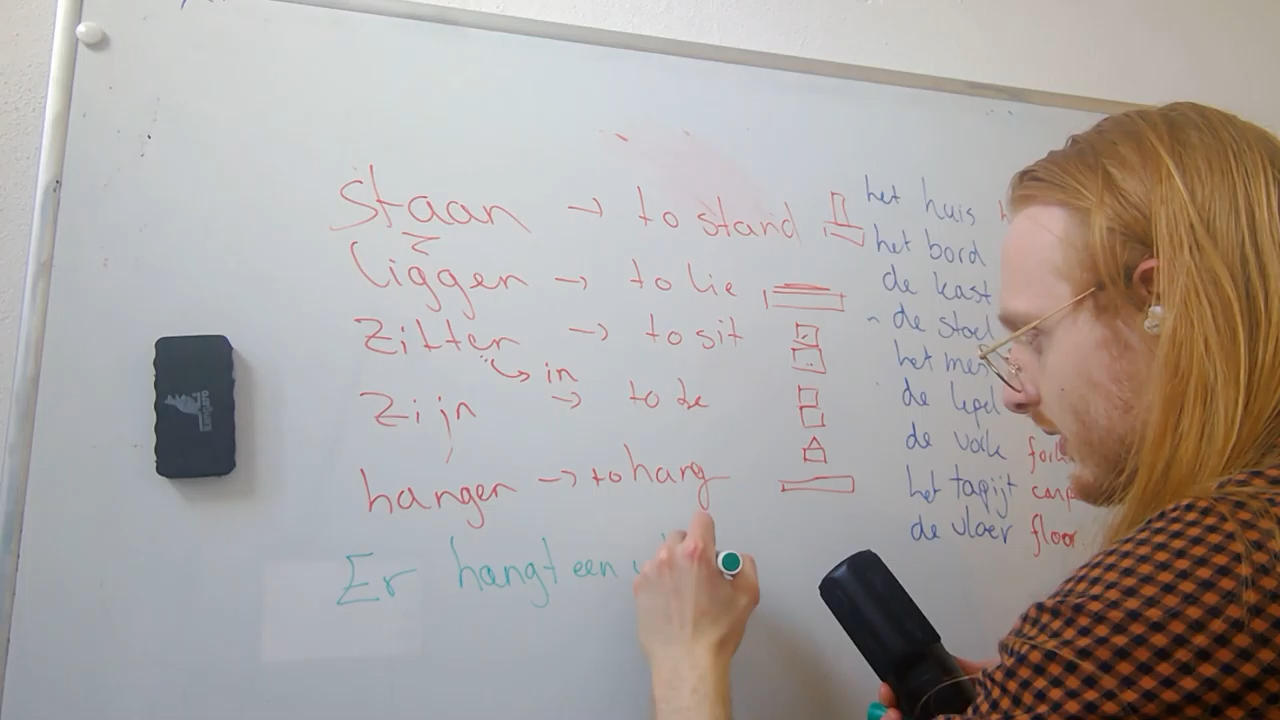 staan → to stand
liggen → to lie
zitten → to sit
in
zijn → to be
hangen → to hang
Er hangt een
het huis
het bord
de kast
de stoel
het mes
de lepel
de vork
het tapijt
de vloer floor